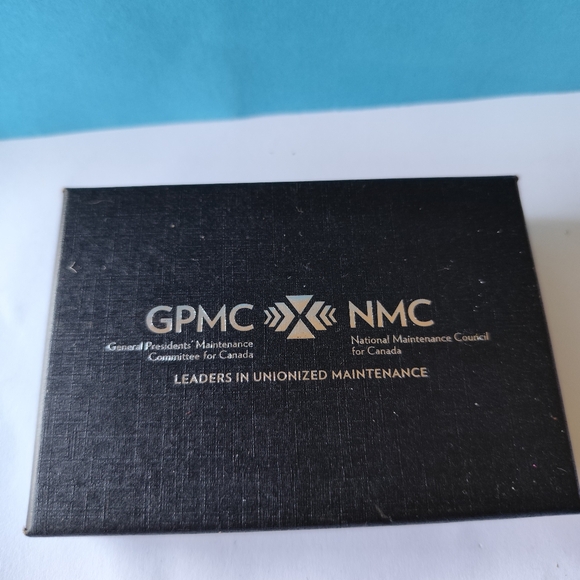 GPMC NMC
General Presidents' Maintenance
Committee for Canada
National Maintenance Council
for Canada
LEADERS IN UNIONIZED MAINTENANCE